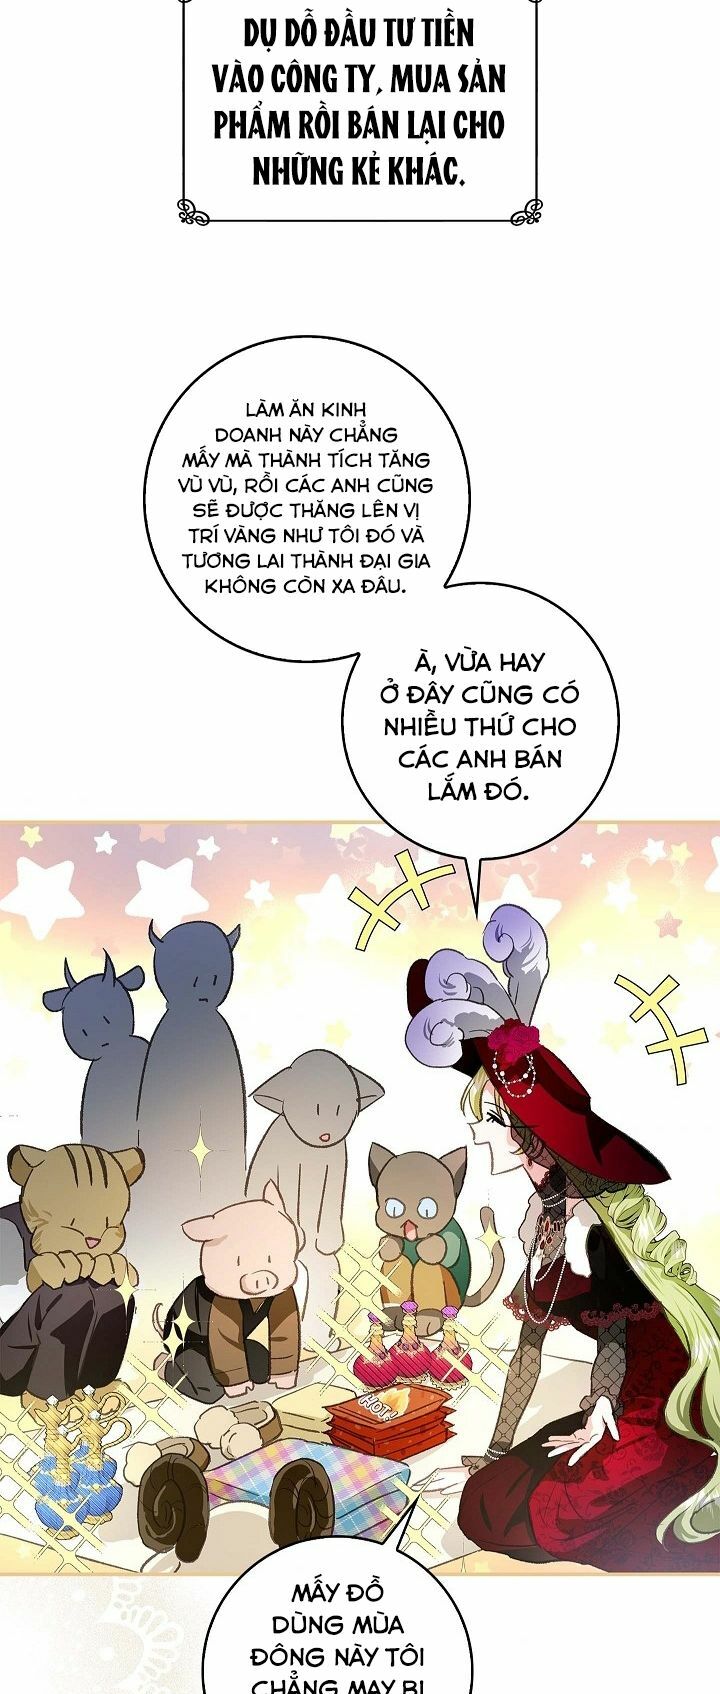 DỤ DỖ ĐẦU TƯ TIỀN
VÀO CÔNG TY, MUA SẢN
PHẨM RỒI BÁN LẠI CHO
NHỮNG KẺ KHÁC.
LÀM ĂN KINH
DOANH NÀY CHẲNG
MẤY MÀ THÀNH TÍCH TĂNG
VÙ VÙ, RỒI CÁC ANH CŨNG
SẼ ĐƯỢC THĂNG LÊN VỊ
TRÍ VÀNG NHƯ TÔI ĐÓ VÀ
TƯƠNG LAI THÀNH ĐẠI GIA
KHÔNG CÒN XA ĐÂU.
À, VỪA HAY
Ở ĐÂY CŨNG CÓ
NHIỀU THỨ CHO
CÁC ANH BÁN
LẮM ĐÓ.
HOT!
MẤY ĐỒ
DÙNG MÙA
ĐÔNG NÀY TÔI
CHẲNG MAY BỊ